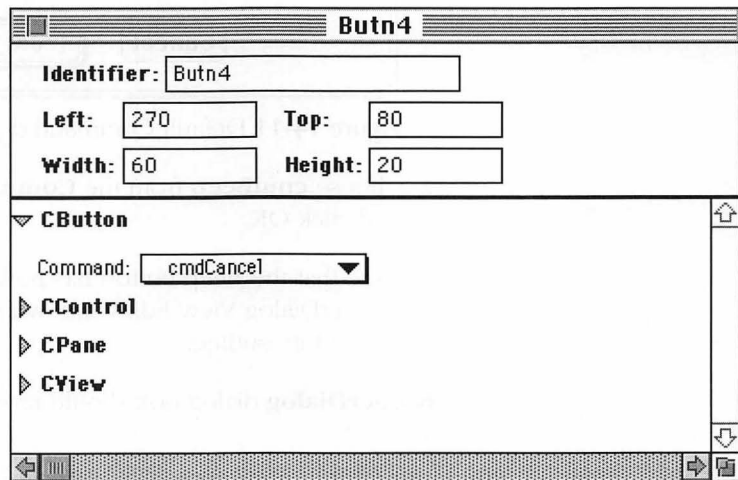 Butn4
Identifier: Butn4
Left: 270 Top: 80
Width: 60 Height: 20
CButton
Command: cmdCancel
CControl
CPane
CView